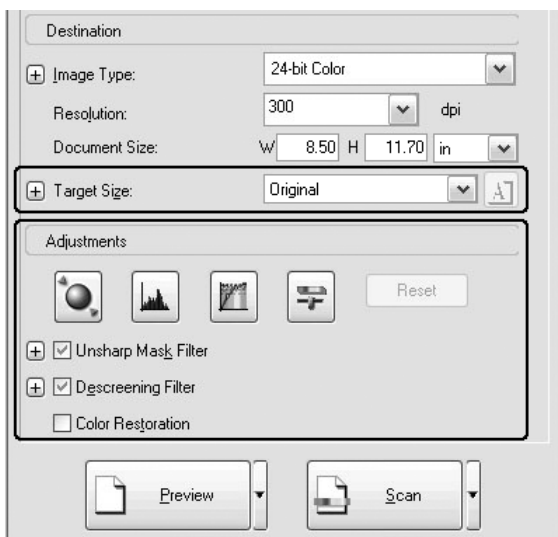 Destination
Image Type: 24-bit Color
Resolution: 300 dpi
Document Size: W 8.50 H 11.70 in
Target Size: Original A
Adjustments
Reset
Unsharp Mask Filter
Descreening Filter
Color Restoration
Preview Scan